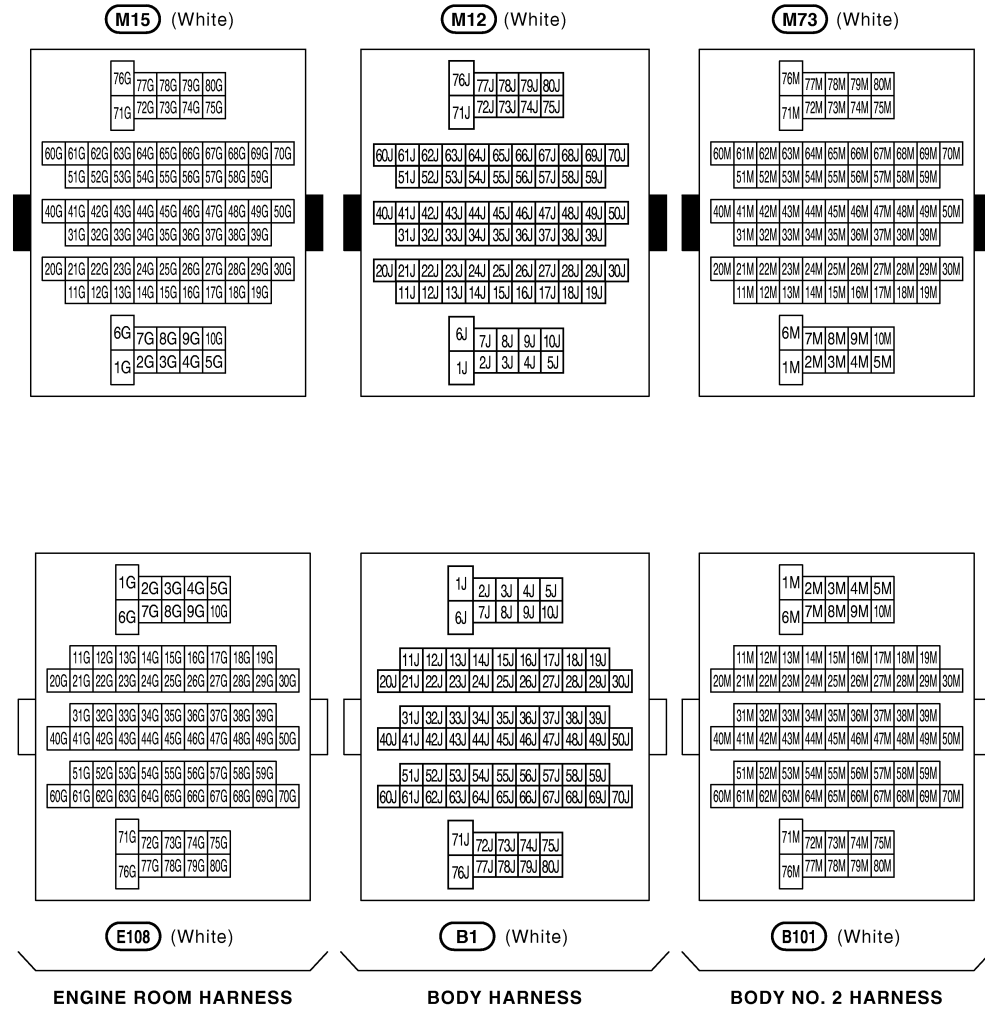 M15 (White)
76G 77G 78G 79G 80G
71G 72G 73G 74G 75G
60G 61G 62G 63G 64G 65G 66G 67G 68G 69G 70G
51G 52G 53G 54G 55G 56G 57G 58G 59G
40G 41G 42G 43G 44G 45G 46G 47G 48G 49G 50G
31G 32G 33G 34G 35G 36G 37G 38G 39G
20G 21G 22G 23G 24G 25G 26G 27G 28G 29G 30G
11G 12G 13G 14G 15G 16G 17G 18G 19G
6G 7G 8G 9G 10G
1G 2G 3G 4G 5G
M12 (White)
76J 77J 78J 79J 80J
71J 72J 73J 74J 75J
60J 61J 62J 63J 64J 65J 66J 67J 68J 69J 70J
51J 52J 53J 54J 55J 56J 57J 58J 59J
40J 41J 42J 43J 44J 45J 46J 47J 48J 49J 50J
31J 32J 33J 34J 35J 36J 37J 38J 39J
20J 21J 22J 23J 24J 25J 26J 27J 28J 29J 30J
11J 12J 13J 14J 15J 16J 17J 18J 19J
6J 7J 8J 9J 10J
1J 2J 3J 4J 5J
M73 (White)
76M 77M 78M 79M 80M
71M 72M 73M 74M 75M
60M 61M 62M 63M 64M 65M 66M 67M 68M 69M 70M
51M 52M 53M 54M 55M 56M 57M 58M 59M
40M 41M 42M 43M 44M 45M 46M 47M 48M 49M 50M
31M 32M 33M 34M 35M 36M 37M 38M 39M
20M 21M 22M 23M 24M 25M 26M 27M 28M 29M 30M
11M 12M 13M 14M 15M 16M 17M 18M 19M
6M 7M 8M 9M 10M
1M 2M 3M 4M 5M
1G 2G 3G 4G 5G
6G 7G 8G 9G 10G
11G 12G 13G 14G 15G 16G 17G 18G 19G
20G 21G 22G 23G 24G 25G 26G 27G 28G 29G 30G
31G 32G 33G 34G 35G 36G 37G 38G 39G
40G 41G 42G 43G 44G 45G 46G 47G 48G 49G 50G
51G 52G 53G 54G 55G 56G 57G 58G 59G
60G 61G 62G 63G 64G 65G 66G 67G 68G 69G 70G
71G 72G 73G 74G 75G
76G 77G 78G 79G 80G
E108 (White)
ENGINE ROOM HARNESS
1J 2J 3J 4J 5J
6J 7J 8J 9J 10J
11J 12J 13J 14J 15J 16J 17J 18J 19J
20J 21J 22J 23J 24J 25J 26J 27J 28J 29J 30J
31J 32J 33J 34J 35J 36J 37J 38J 39J
40J 41J 42J 43J 44J 45J 46J 47J 48J 49J 50J
51J 52J 53J 54J 55J 56J 57J 58J 59J
60J 61J 62J 63J 64J 65J 66J 67J 68J 69J 70J
71J 72J 73J 74J 75J
76J 77J 78J 79J 80J
B1 (White)
BODY HARNESS
1M 2M 3M 4M 5M
6M 7M 8M 9M 10M
11M 12M 13M 14M 15M 16M 17M 18M 19M
20M 21M 22M 23M 24M 25M 26M 27M 28M 29M 30M
31M 32M 33M 34M 35M 36M 37M 38M 39M
40M 41M 42M 43M 44M 45M 46M 47M 48M 49M 50M
51M 52M 53M 54M 55M 56M 57M 58M 59M
60M 61M 62M 63M 64M 65M 66M 67M 68M 69M 70M
71M 72M 73M 74M 75M
76M 77M 78M 79M 80M
B101 (White)
BODY NO. 2 HARNESS